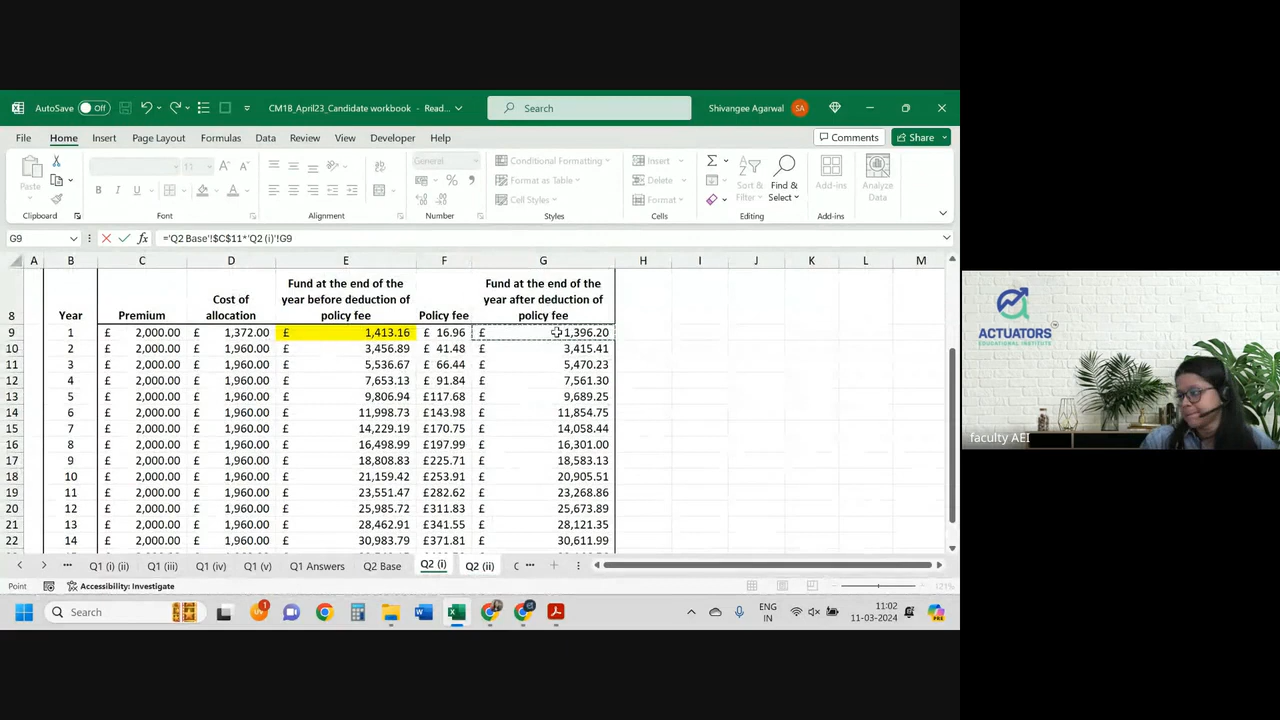 AutoSave Off CM1B_April23_Candidate workbook - Read... Search Shivangee Agarwal SA
File Home Insert Page Layout Formulas Data Review View Developer Help Comments Share
Paste General Conditional Formatting Insert
B I U Format as Table Delete Sort & Filter Find & Select Add-ins Analyze Data
Cell Styles Format
Clipboard Font Alignment Number Styles Cells Editing Add-ins
G9 fx ='Q2 Base'!$C$11*'Q2 (i)'!G9
A B C D E F G H I J K L M
8 Year Premium Cost of allocation Fund at the end of the year before deduction of policy fee Policy fee Fund at the end of the year after deduction of policy fee
9 1 £ 2,000.00 £ 1,372.00 £ 1,413.16 £ 16.96 £ 1,396.20
10 2 £ 2,000.00 £ 1,960.00 £ 3,456.89 £ 41.48 £ 3,415.41
11 3 £ 2,000.00 £ 1,960.00 £ 5,536.67 £ 66.44 £ 5,470.23
12 4 £ 2,000.00 £ 1,960.00 £ 7,653.13 £ 91.84 £ 7,561.30
13 5 £ 2,000.00 £ 1,960.00 £ 9,806.94 £117.68 £ 9,689.25
14 6 £ 2,000.00 £ 1,960.00 £ 11,998.73 £143.98 £ 11,854.75
15 7 £ 2,000.00 £ 1,960.00 £ 14,229.19 £170.75 £ 14,058.44
16 8 £ 2,000.00 £ 1,960.00 £ 16,498.99 £197.99 £ 16,301.00
17 9 £ 2,000.00 £ 1,960.00 £ 18,808.83 £225.71 £ 18,583.13
18 10 £ 2,000.00 £ 1,960.00 £ 21,159.42 £253.91 £ 20,905.51
19 11 £ 2,000.00 £ 1,960.00 £ 23,551.47 £282.62 £ 23,268.86
20 12 £ 2,000.00 £ 1,960.00 £ 25,985.72 £311.83 £ 25,673.89
21 13 £ 2,000.00 £ 1,960.00 £ 28,462.91 £341.55 £ 28,121.35
22 14 £ 2,000.00 £ 1,960.00 £ 30,983.79 £371.81 £ 30,611.99
Q1 (i) (ii) Q1 (iii) Q1 (iv) Q1 (v) Q1 Answers Q2 Base Q2 (i) Q2 (ii)
Point Accessibility: Investigate 121%
Search ENG IN 11:02 11-03-2024
ACTUATORS
EDUCATIONAL INSTITUTE
faculty AEI